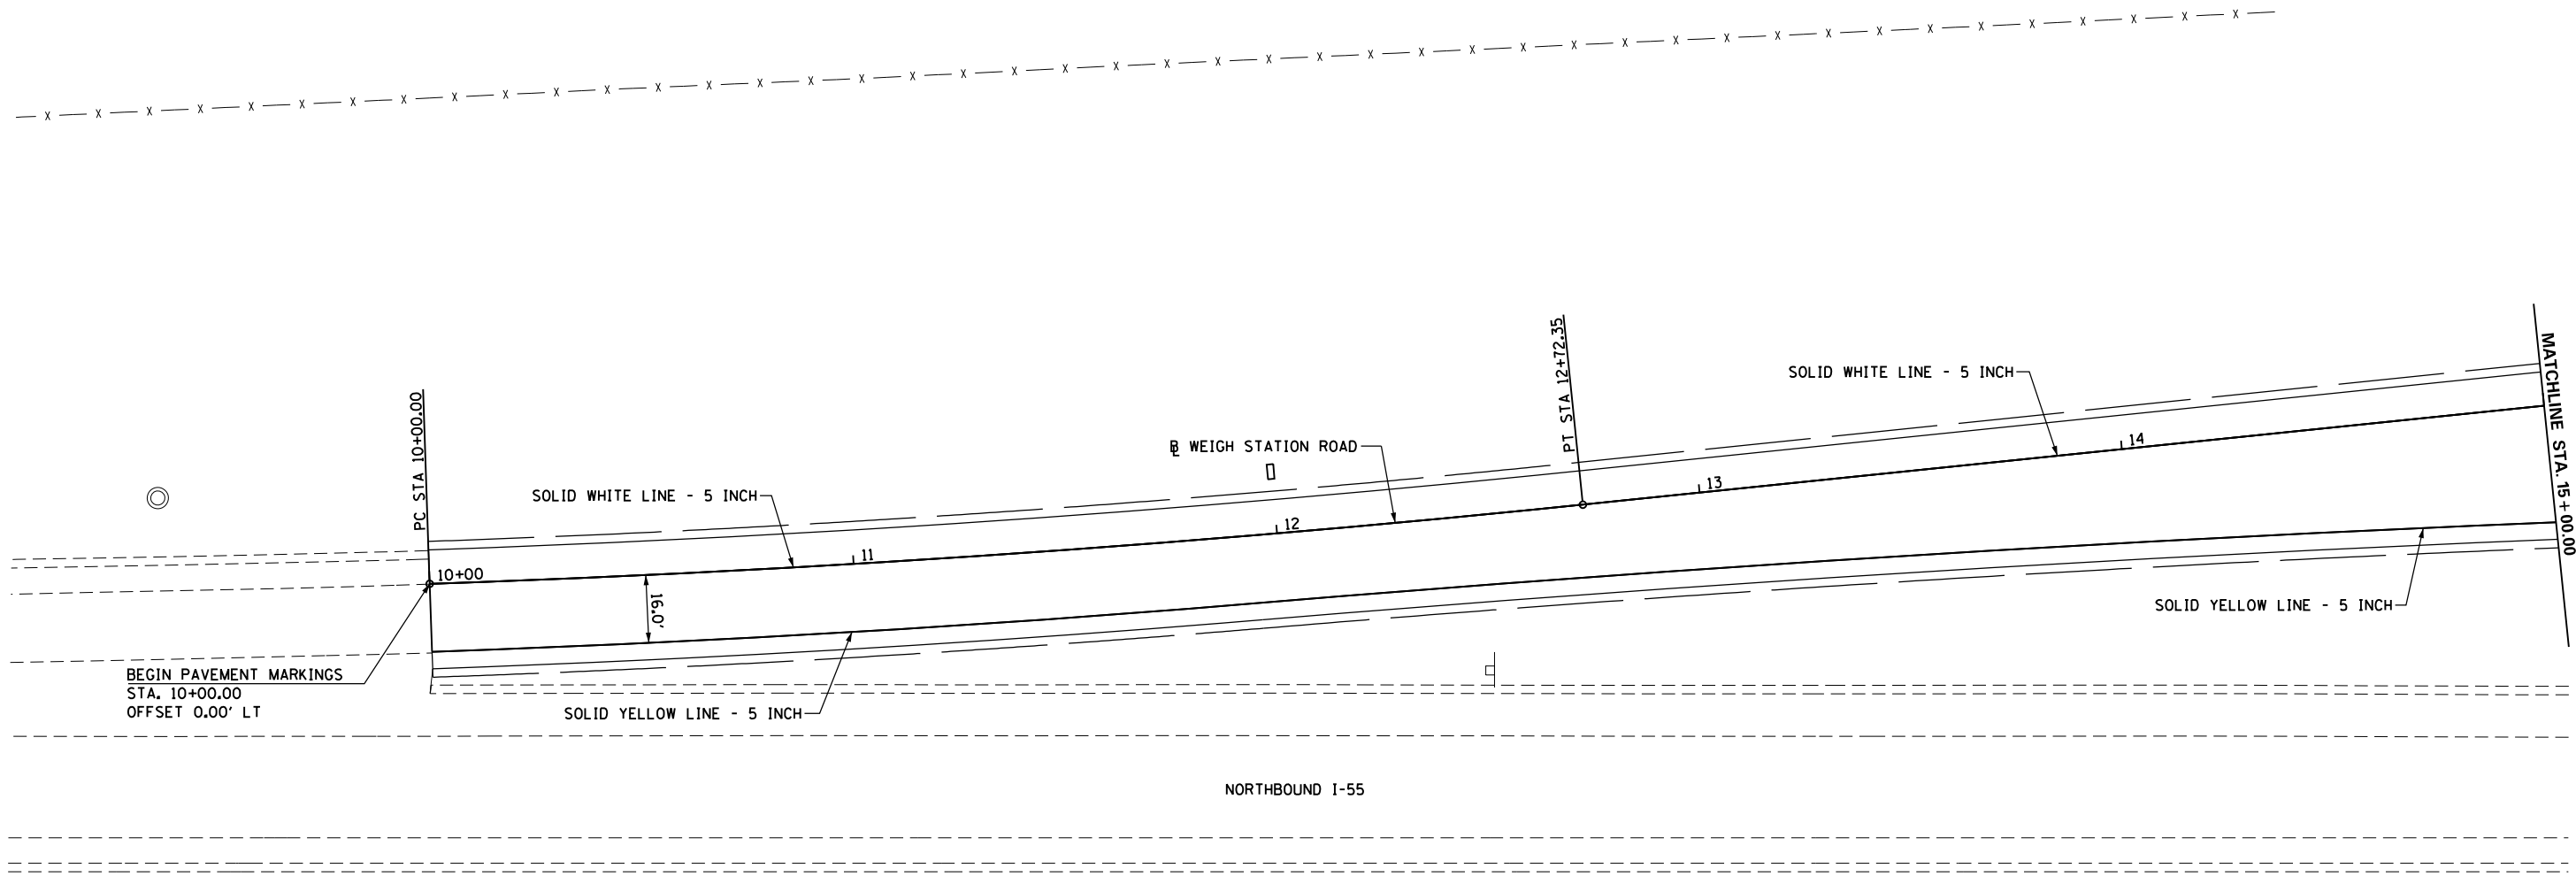 PC STA 10+00.00
PT STA 12+72.35
MATCHLINE STA. 15+00.00
SOLID WHITE LINE - 5 INCH
℄ WEIGH STATION ROAD
SOLID WHITE LINE - 5 INCH
10+00
11
12
13
14
16.0'
BEGIN PAVEMENT MARKINGS
STA. 10+00.00
OFFSET 0.00' LT
SOLID YELLOW LINE - 5 INCH
SOLID YELLOW LINE - 5 INCH
NORTHBOUND I-55